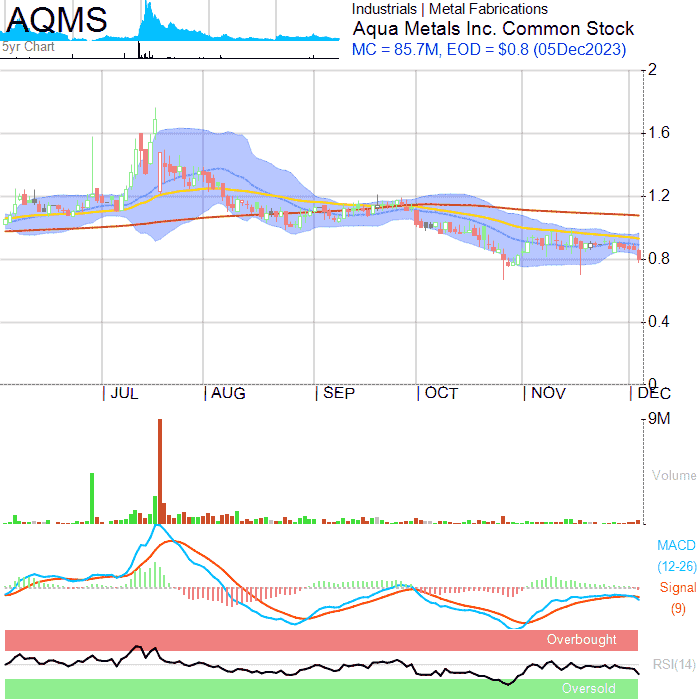 AQMS
5yr Chart
Industrials | Metal Fabrications
Aqua Metals Inc. Common Stock
MC = 85.7M, EOD = $0.8 (05Dec2023)
2
1.6
1.2
0.8
0.4
0
JUL AUG SEP OCT NOV DEC
9M
Volume
MACD
(12-26)
Signal
(9)
Overbought
RSI(14)
Oversold